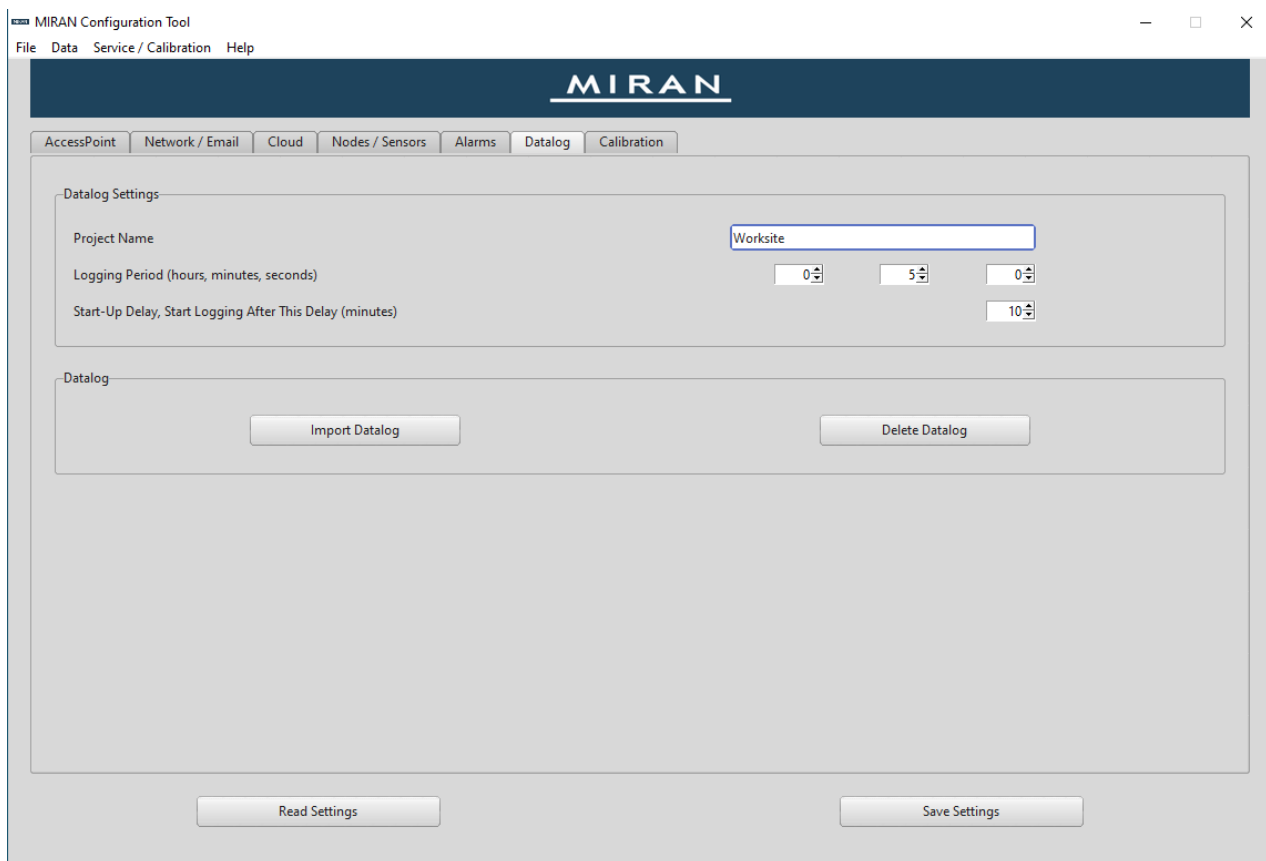 MIRAN Configuration Tool
File Data Service / Calibration Help
MIRAN
AccessPoint Network / Email Cloud Nodes / Sensors Alarms Datalog Calibration
Datalog Settings
Project Name Worksite
Logging Period (hours, minutes, seconds) 0 5 0
Start-Up Delay, Start Logging After This Delay (minutes) 10
Datalog
Import Datalog Delete Datalog
Read Settings Save Settings